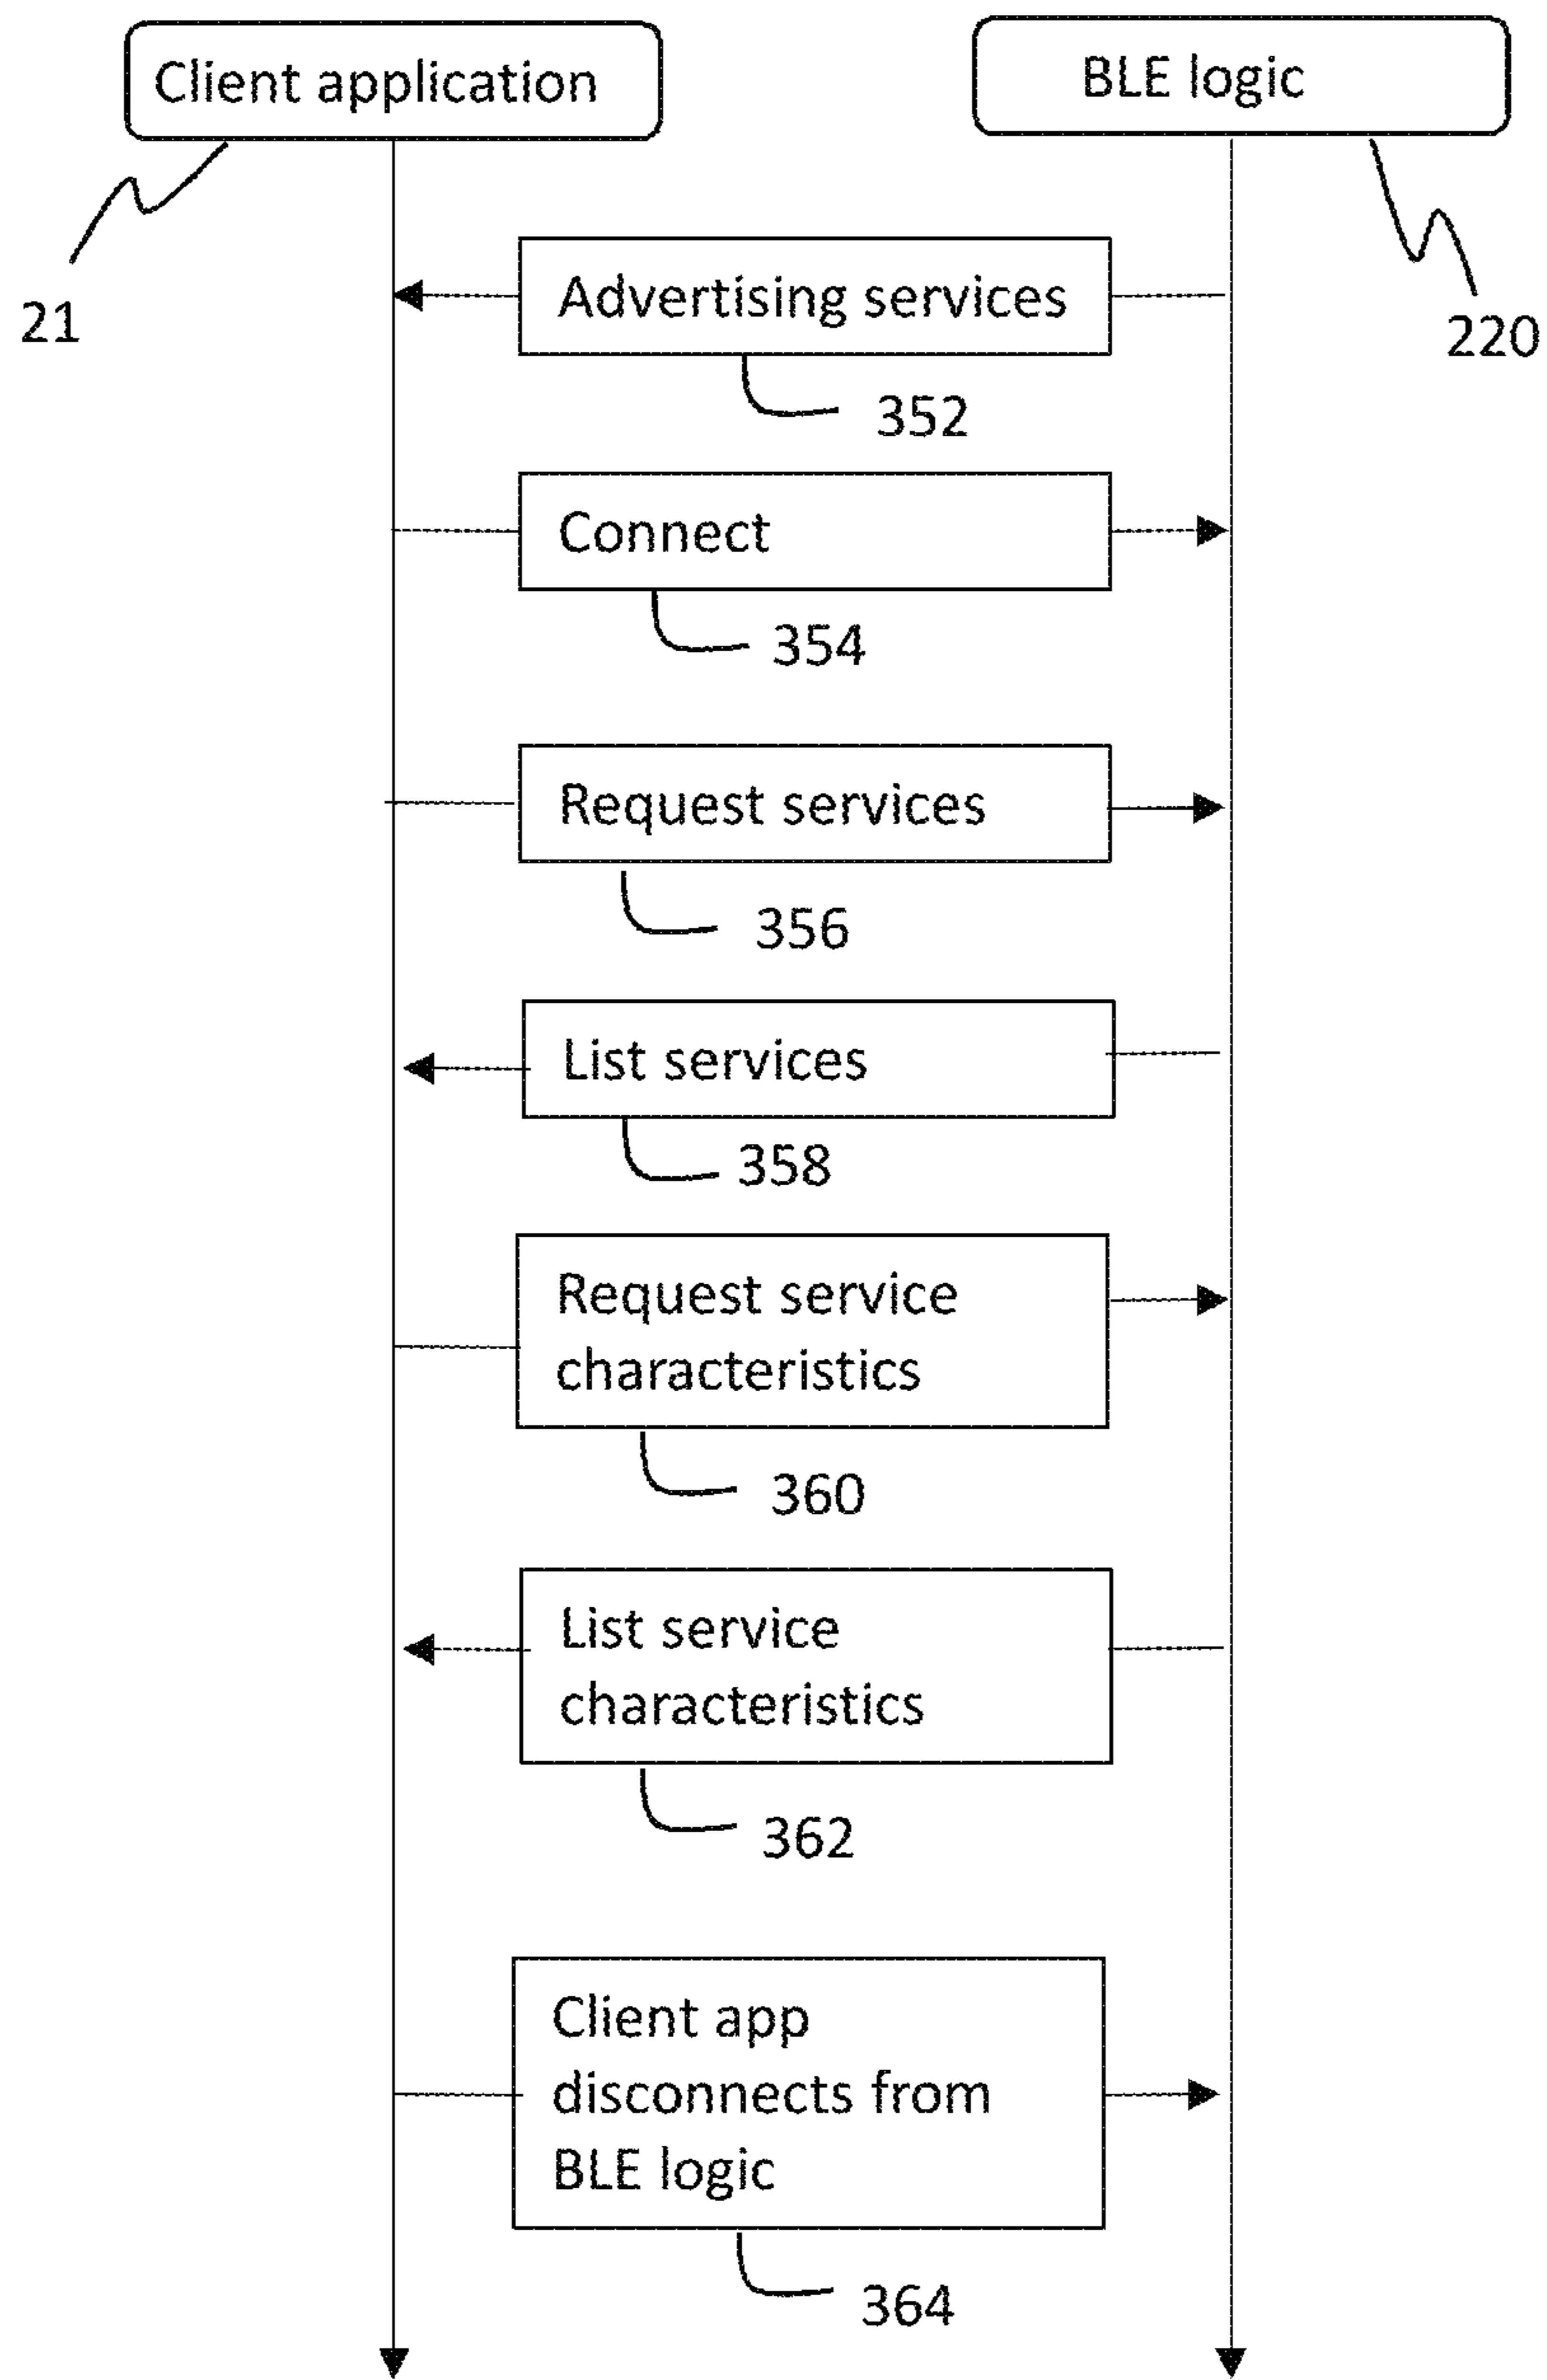 Client application
BLE logic
21
220
Advertising services
352
Connect
354
Request services
356
List services
358
Request service
characteristics
360
List service
characteristics
362
Client app
disconnects from
BLE logic
364